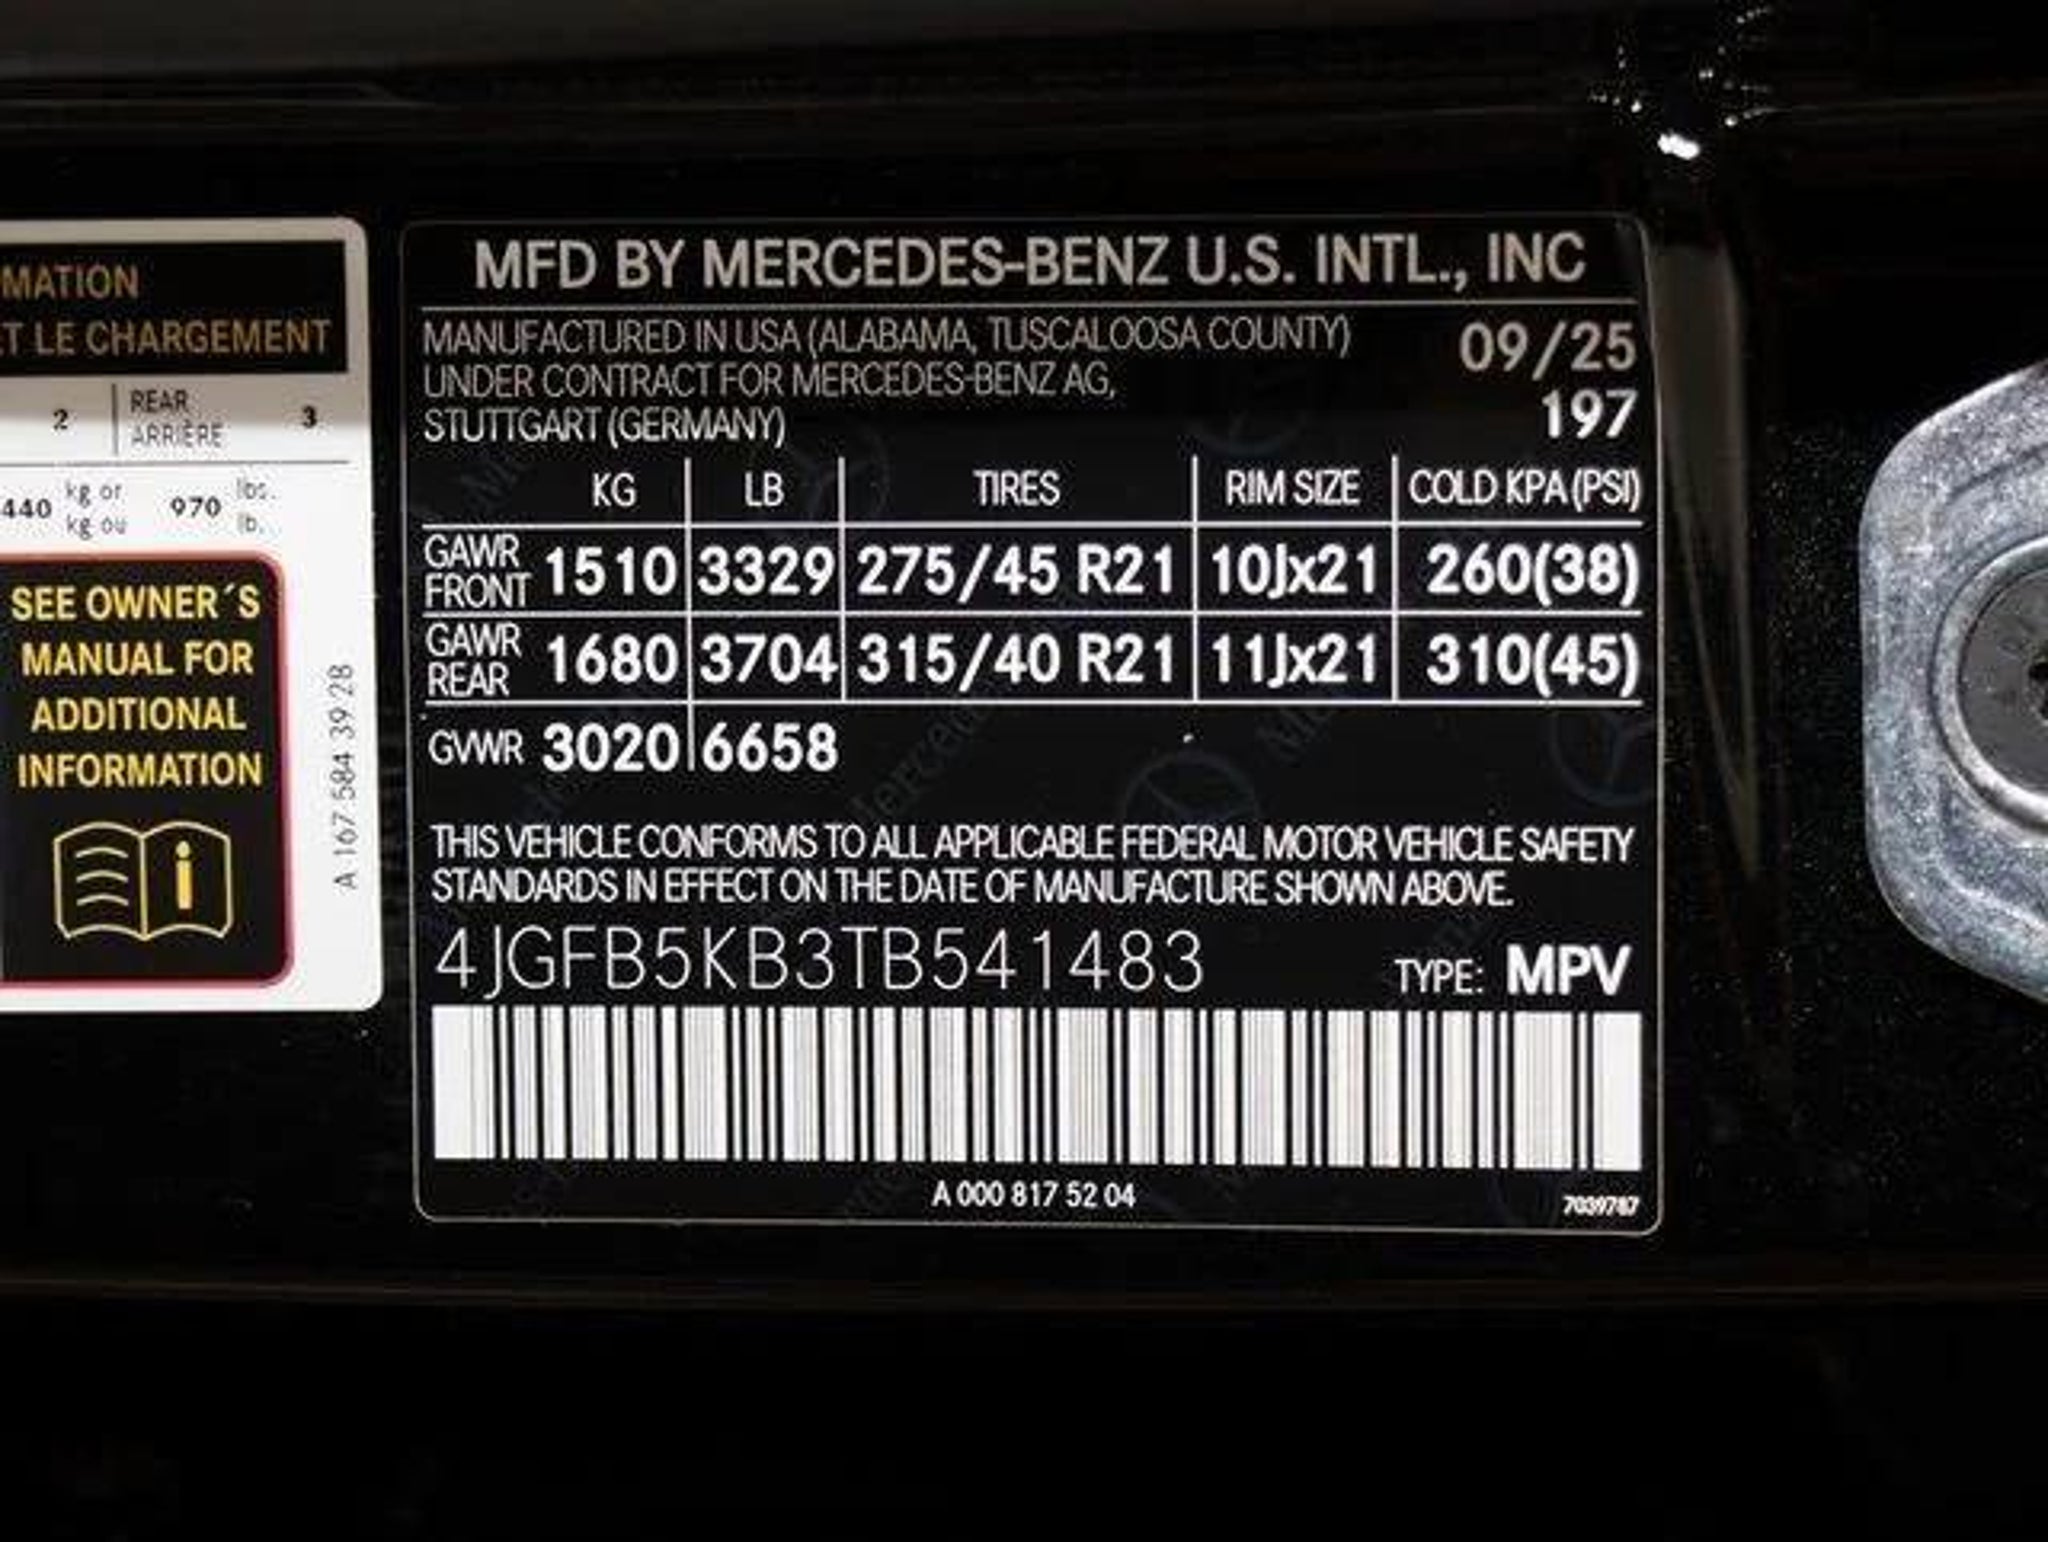 MATION
ET LE CHARGEMENT
2 REAR ARRIÈRE 3
440 kg or kg ou 970 lbs. lb.
SEE OWNER´S
MANUAL FOR
ADDITIONAL
INFORMATION
i
A 167 584 39 28
MFD BY MERCEDES-BENZ U.S. INTL., INC
MANUFACTURED IN USA (ALABAMA, TUSCALOOSA COUNTY) 09/25
UNDER CONTRACT FOR MERCEDES-BENZ AG,
STUTTGART (GERMANY) 197
KG LB TIRES RIM SIZE COLD KPA (PSI)
GAWR FRONT 1510 3329 275/45 R21 10Jx21 260(38)
GAWR REAR 1680 3704 315/40 R21 11Jx21 310(45)
GVWR 3020 6658
THIS VEHICLE CONFORMS TO ALL APPLICABLE FEDERAL MOTOR VEHICLE SAFETY
STANDARDS IN EFFECT ON THE DATE OF MANUFACTURE SHOWN ABOVE.
4JGFB5KB3TB541483 TYPE: MPV
A 000 817 52 04 7039787